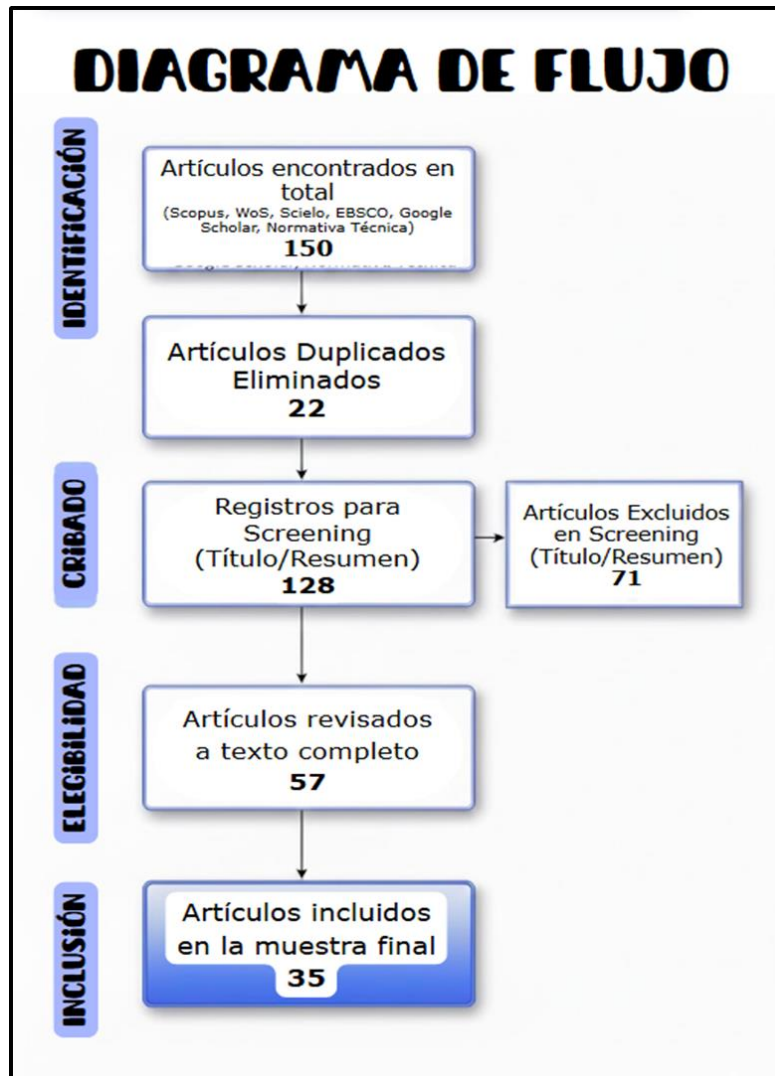 DIAGRAMA DE FLUJO
IDENTIFICACIÓN
Artículos encontrados en
total
(Scopus, WoS, Scielo, EBSCO, Google
Scholar, Normativa Técnica)
150
Artículos Duplicados
Eliminados
22
CRIBADO
Registros para
Screening
(Título/Resumen)
128
Artículos Excluidos
en Screening
(Título/Resumen)
71
ELEGIBILIDAD
Artículos revisados
a texto completo
57
INCLUSIÓN
Artículos incluidos
en la muestra final
35